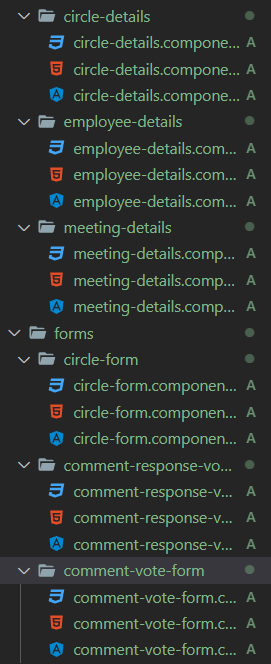 circle-details
circle-details.compone... A
circle-details.compone... A
circle-details.compone... A
employee-details
employee-details.com... A
employee-details.com... A
employee-details.com... A
meeting-details
meeting-details.comp... A
meeting-details.comp... A
meeting-details.comp... A
forms
circle-form
circle-form.componen... A
circle-form.componen... A
circle-form.componen... A
comment-response-vo...
comment-response-v... A
comment-response-v... A
comment-response-v... A
comment-vote-form
comment-vote-form.c... A
comment-vote-form.c... A
comment-vote-form.c... A